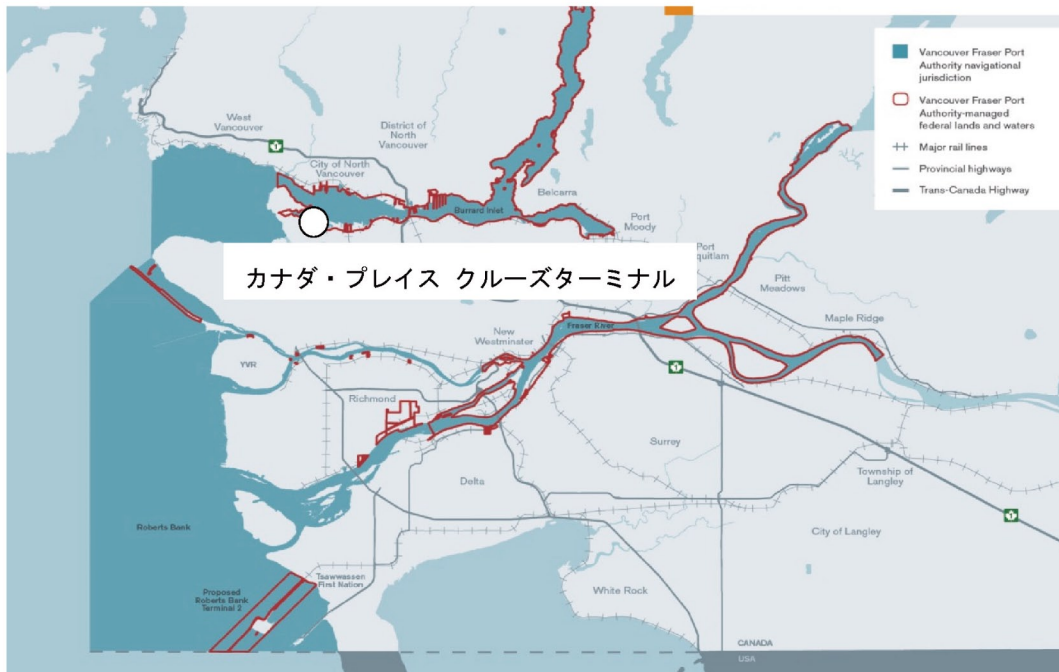 Vancouver Fraser Port
Authority navigational
jurisdiction
Vancouver Fraser Port
Authority-managed
federal lands and waters
Major rail lines
Provincial highways
Trans-Canada Highway
West
Vancouver
1
District of
North
Vancouver
City of North
Vancouver
Belcarra
Burrard Inlet
Port
Moody
カナダ・プレイス クルーズターミナル
Port
quitlam
Pitt
Meadows
Maple Ridge
New
Westminster
Fraser River
YVR
1
Richmond
Surrey
Township of
Langley
Delta
1
Roberts Bank
City of Langley
Tsawwassen
First Nation
Proposed
Roberts Bank
Terminal 2
White Rock
CANADA
USA